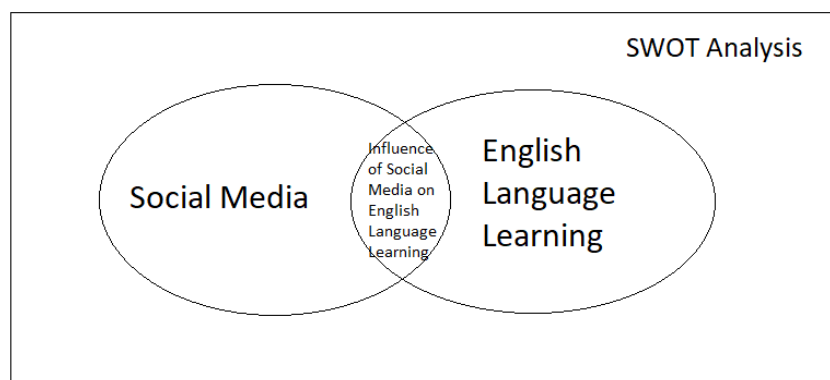 SWOT Analysis
Social Media
Influence
of Social
Media on
English
Language
Learning
English
Language
Learning